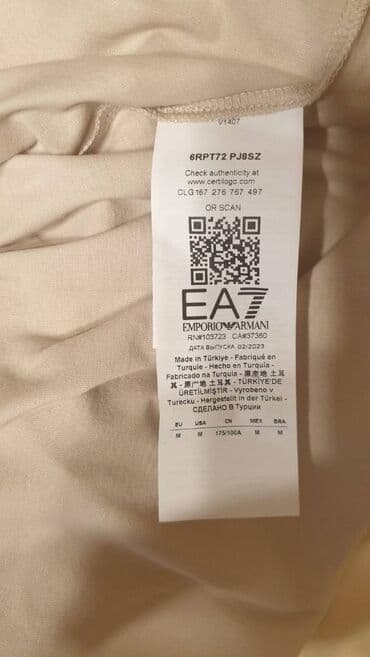 V1407
6RPT72 PJ8SZ
Check authenticity at
www.certilogo.com
CLG 167 276 767 497
OR SCAN
EA7
EMPORIO ARMANI
RN#103723 CA#37360
ДАТА ВЫПУСКА 02/2023
Made in Türkiye - Fabriqué en
Turquie - Hecho en Turquía -
Fabricado na Turquia - 原産地 土耳
其 - 原产地 土耳其 - TÜRKİYE'DE
ÜRETİLMİŞTİR - Vyrobeno v
Turecku - Hergestellt in der Türkei -
СДЕЛАНО В Турции
EU USA CN MEX BRA
M M 175/100A M M